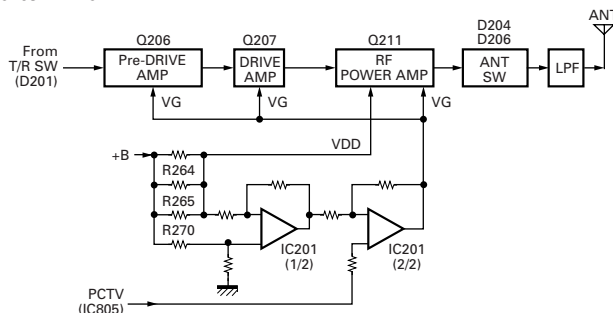 ANT
Q206
Q207
Q211
D204
D206
From
T/R SW
(D201)
Pre-DRIVE
AMP
DRIVE
AMP
RF
POWER AMP
ANT
SW
LPF
VG
VG
VG
+B
VDD
R264
R265
R270
IC201
(1/2)
IC201
(2/2)
PCTV
(IC805)